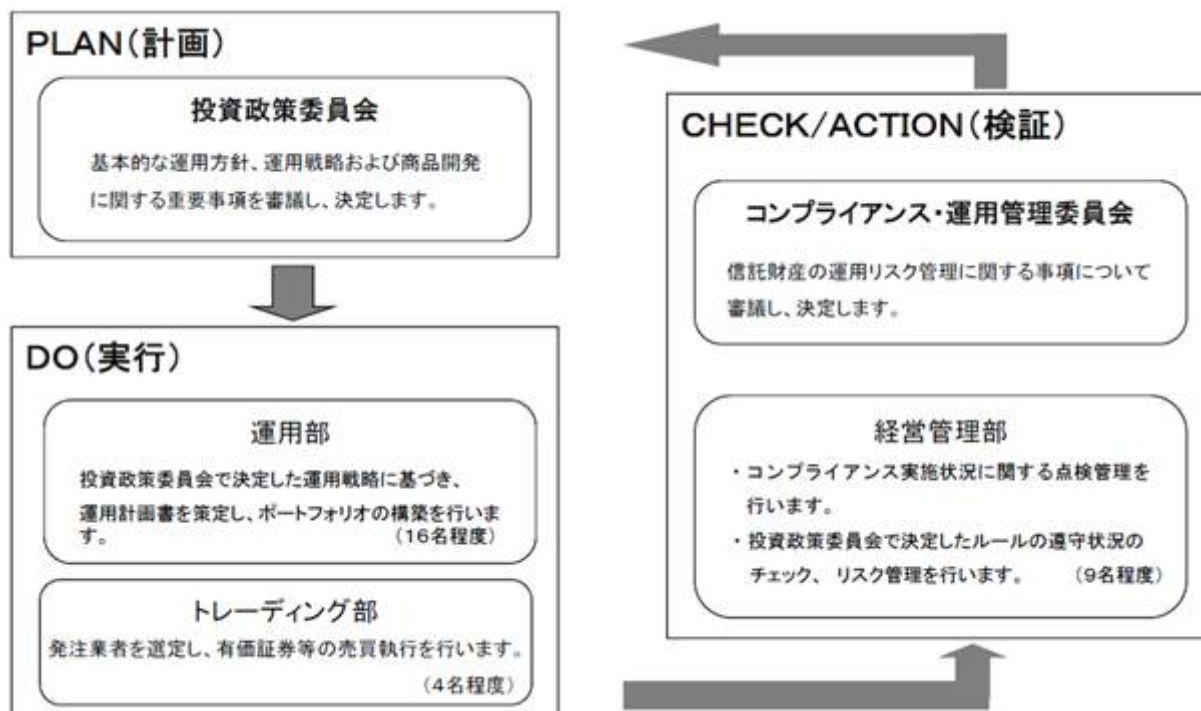 PLAN(計画)
投資政策委員会
基本的な運用方針、運用戦略および商品開発
に関する重要事項を審議し、決定します。
DO(実行)
運用部
投資政策委員会で決定した運用戦略に基づき、
運用計画書を策定し、ポートフォリオの構築を行いま
す。 (16名程度)
トレーディング部
発注業者を選定し、有価証券等の売買執行を行います。
(4名程度)
CHECK/ACTION(検証)
コンプライアンス・運用管理委員会
信託財産の運用リスク管理に関する事項について
審議し、決定します。
経営管理部
・コンプライアンス実施状況に関する点検管理を
行います。
・投資政策委員会で決定したルールの遵守状況の
チェック、 リスク管理を行います。 (9名程度)